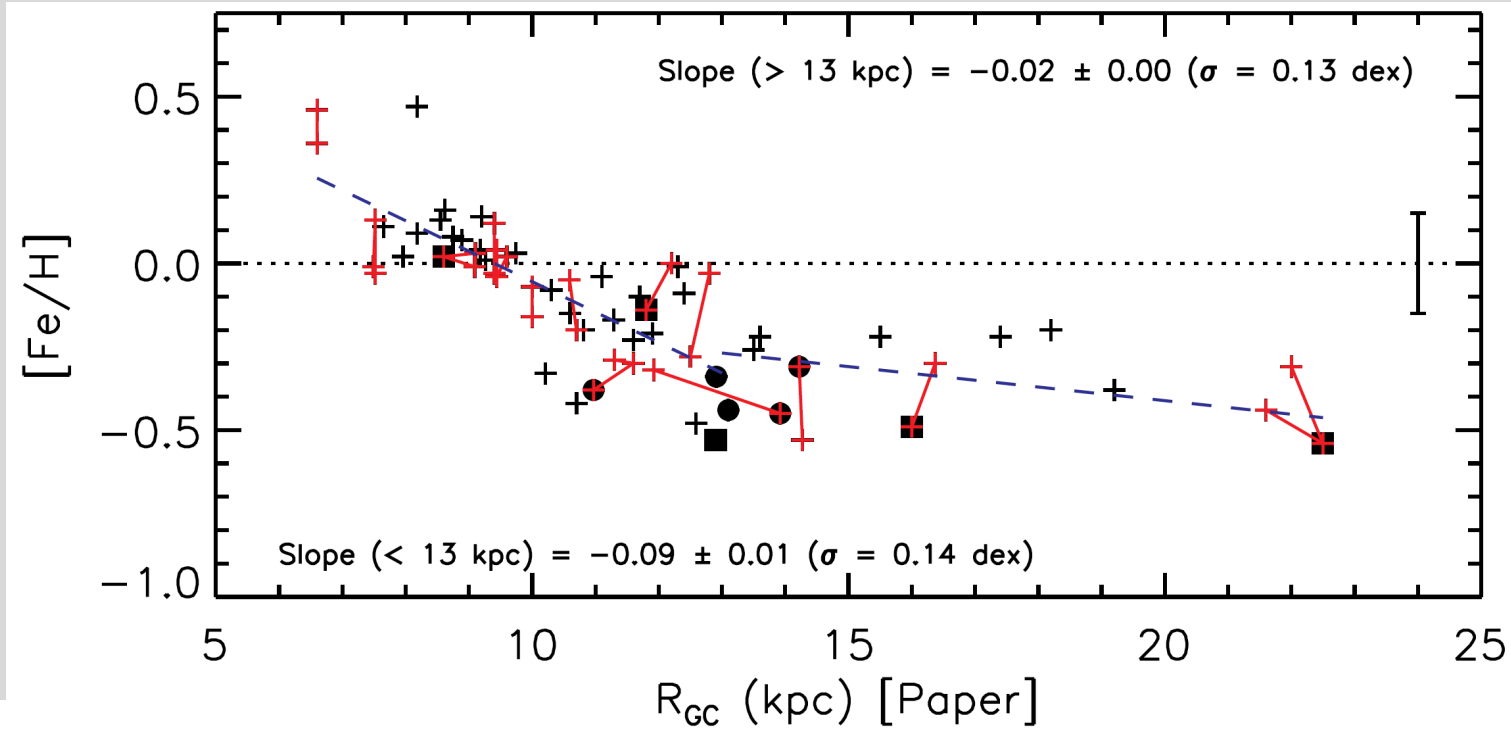 Slope (> 13 kpc) = −0.02 ± 0.00 (σ = 0.13 dex)
0.5
0.0
−0.5
−1.0
[Fe/H]
Slope (< 13 kpc) = −0.09 ± 0.01 (σ = 0.14 dex)
5 10 15 20 25
R_GC (kpc) [Paper]